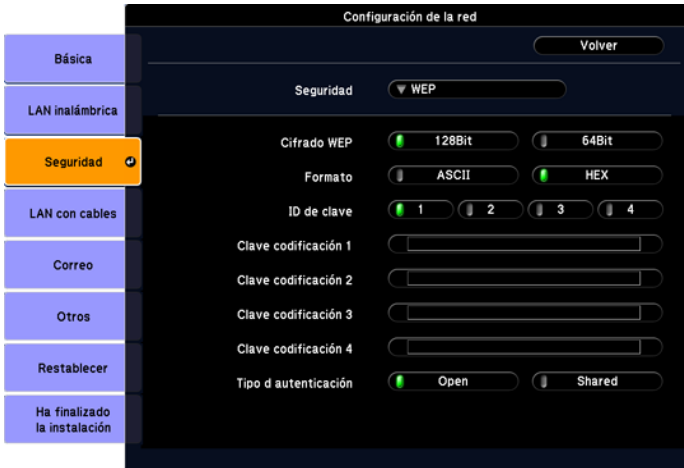 Configuración de la red
Volver
Básica
LAN inalámbrica
Seguridad
LAN con cables
Correo
Otros
Restablecer
Ha finalizado
la instalación
Seguridad WEP
Cifrado WEP 128Bit 64Bit
Formato ASCII HEX
ID de clave 1 2 3 4
Clave codificación 1
Clave codificación 2
Clave codificación 3
Clave codificación 4
Tipo d autenticación Open Shared